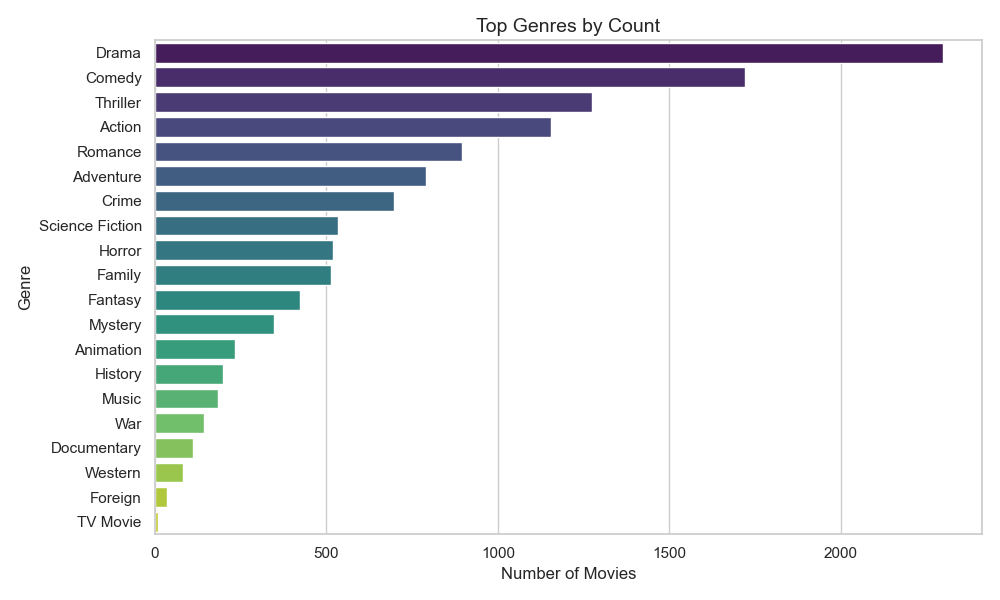 Top Genres by Count
Genre
Drama
Comedy
Thriller
Action
Romance
Adventure
Crime
Science Fiction
Horror
Family
Fantasy
Mystery
Animation
History
Music
War
Documentary
Western
Foreign
TV Movie
0 500 1000 1500 2000
Number of Movies